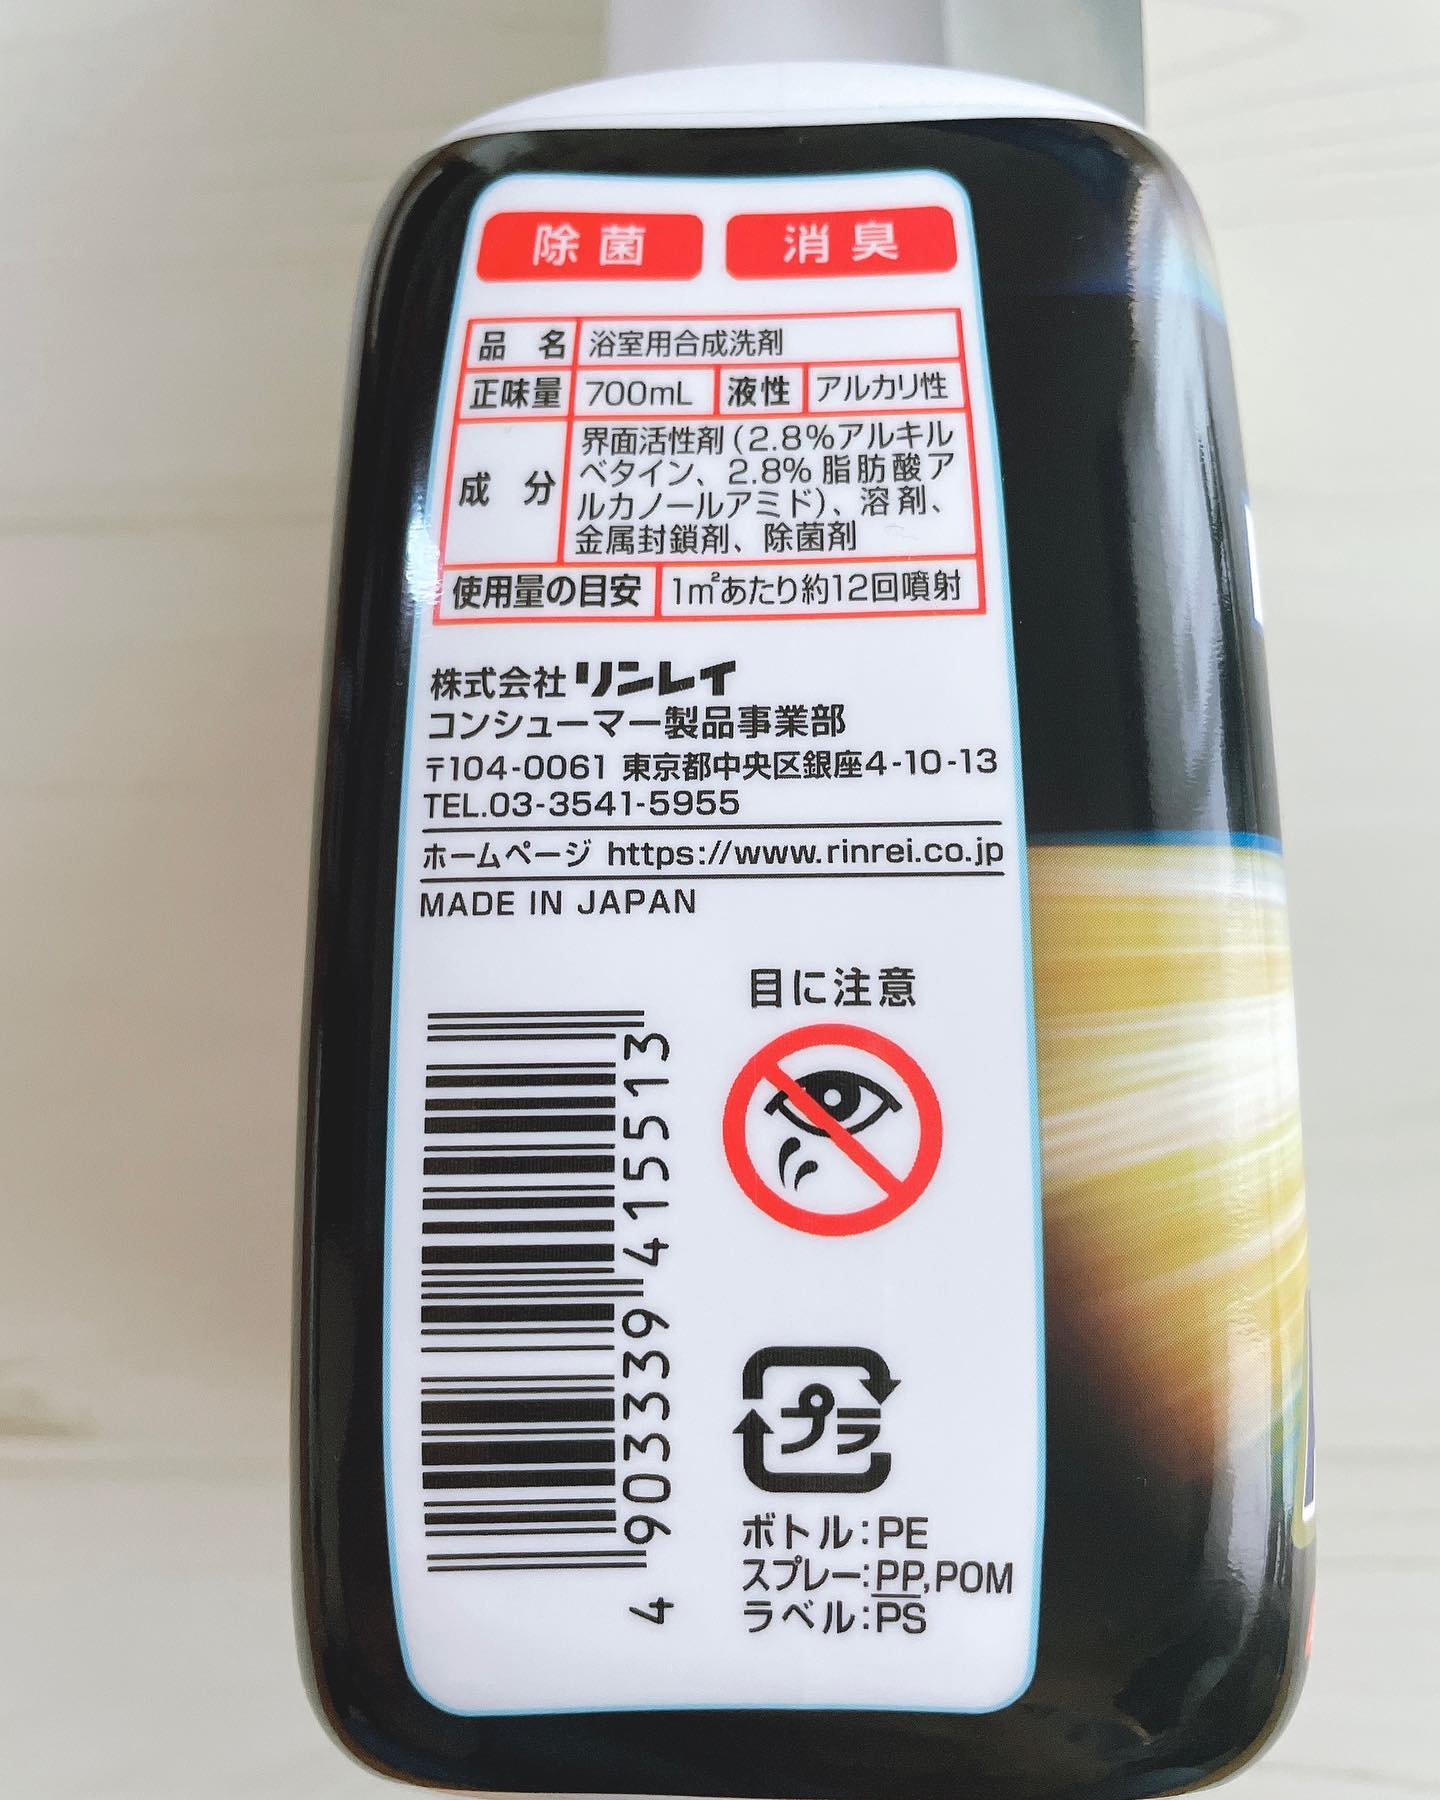 除菌 消臭
品名 浴室用合成洗剤
正味量 700mL 液性 アルカリ性
成分 界面活性剤(2.8%アルキル
ベタイン、2.8%脂肪酸ア
ルカノールアミド)、溶剤、
金属封鎖剤、除菌剤
使用量の目安 1㎡あたり約12回噴射
株式会社リンレイ
コンシューマー製品事業部
〒104-0061 東京都中央区銀座4-10-13
TEL.03-3541-5955
ホームページ https://www.rinrei.co.jp
MADE IN JAPAN
目に注意
4 903339 415513
プラ
ボトル:PE
スプレー:PP,POM
ラベル:PS